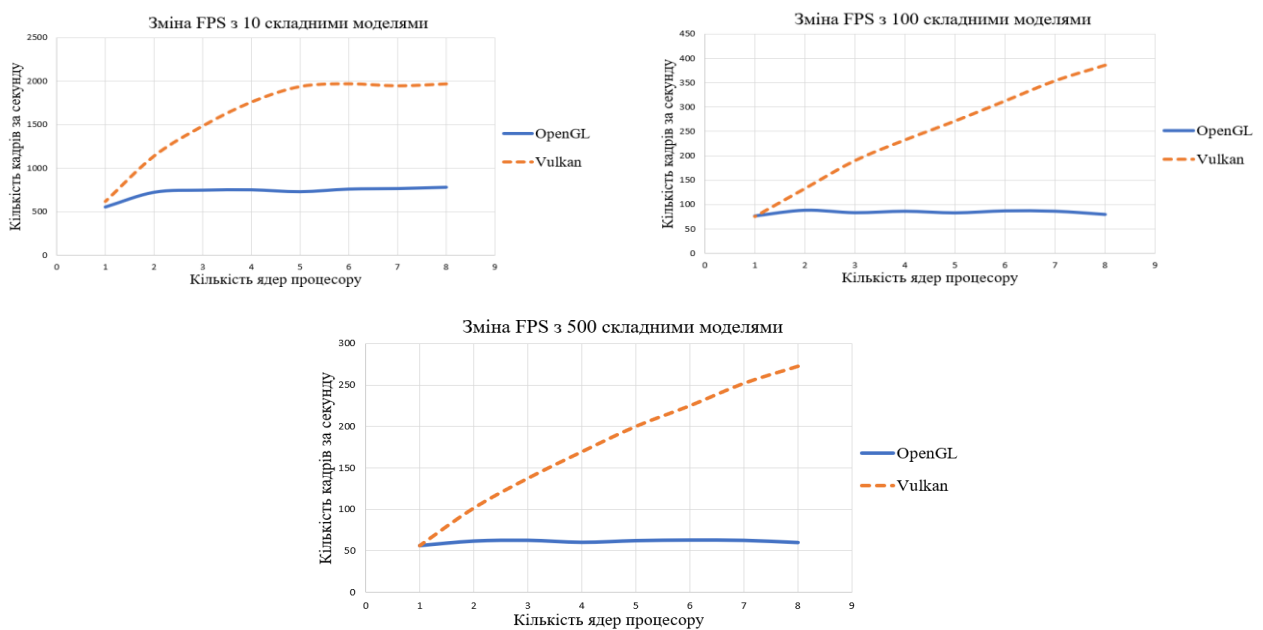 Зміна FPS з 10 складними моделями
Кількість кадрів за секунду
2500
2000
1500
1000
500
0
0 1 2 3 4 5 6 7 8 9
Кількість ядер процесору
OpenGL
Vulkan
Зміна FPS з 100 складними моделями
Кількість кадрів за секунду
450
400
350
300
250
200
150
100
50
0
0 1 2 3 4 5 6 7 8 9
Кількість ядер процесору
OpenGL
Vulkan
Зміна FPS з 500 складними моделями
Кількість кадрів за секунду
300
250
200
150
100
50
0
0 1 2 3 4 5 6 7 8 9
Кількість ядер процесору
OpenGL
Vulkan